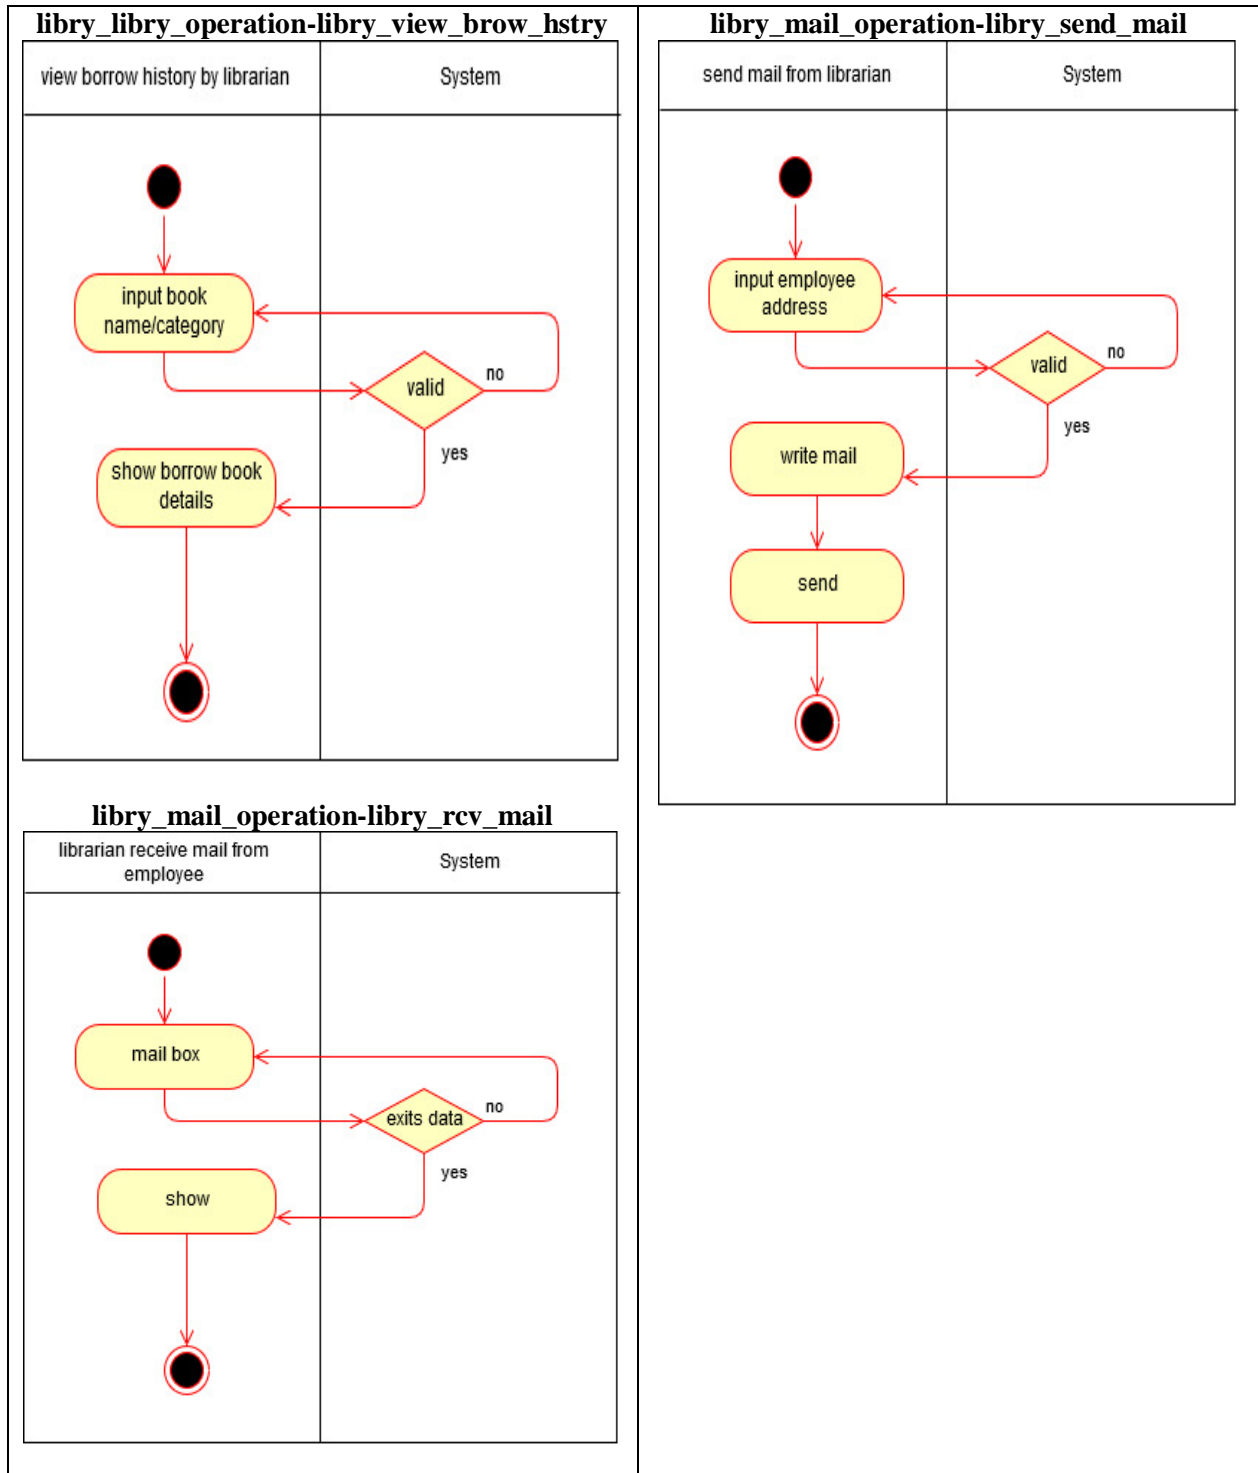 libry_libry_operation-libry_view_brow_hstry
view borrow history by librarian
System
input book
name/category
valid
no
yes
show borrow book
details
libry_mail_operation-libry_send_mail
send mail from librarian
System
input employee
address
valid
no
yes
write mail
send
libry_mail_operation-libry_rcv_mail
librarian receive mail from
employee
System
mail box
exits data
no
yes
show